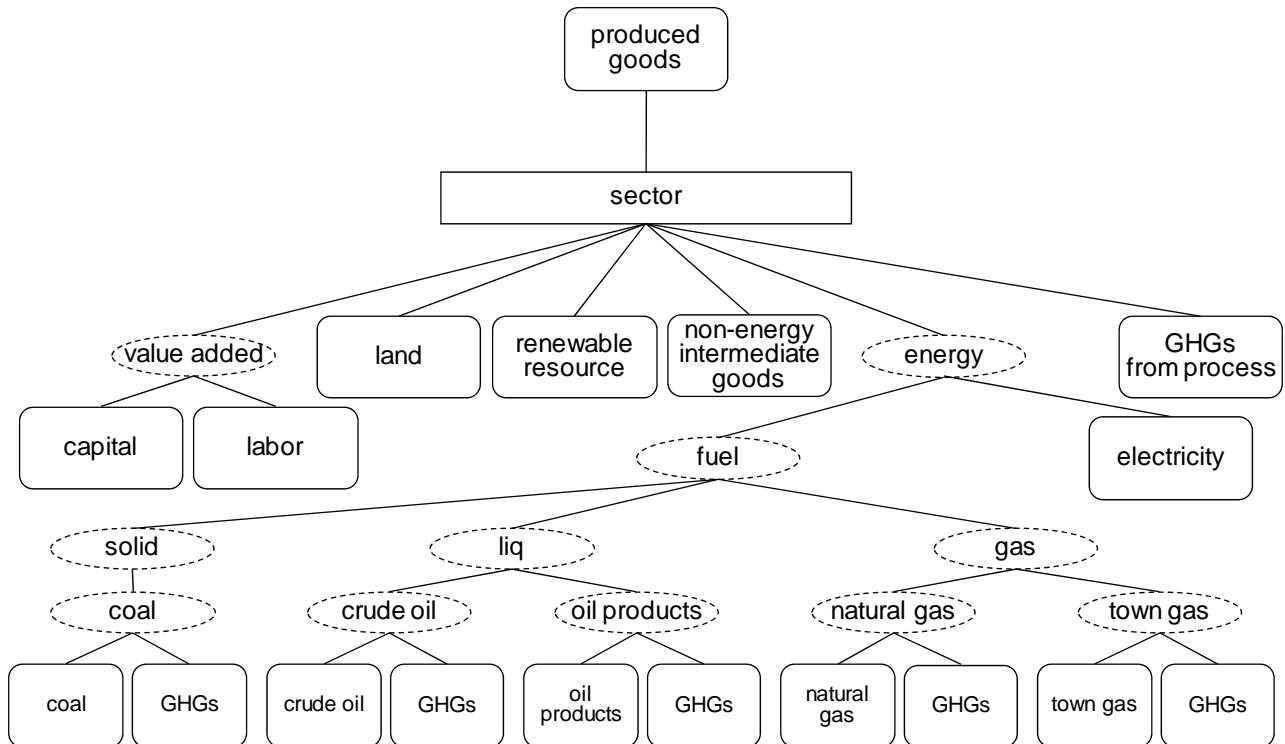 produced
goods
sector
value added
land
renewable
resource
non-energy
intermediate
goods
energy
GHGs
from process
capital
labor
fuel
electricity
solid
liq
gas
coal
crude oil
oil products
natural gas
town gas
coal
GHGs
crude oil
GHGs
oil
products
GHGs
natural
gas
GHGs
town gas
GHGs